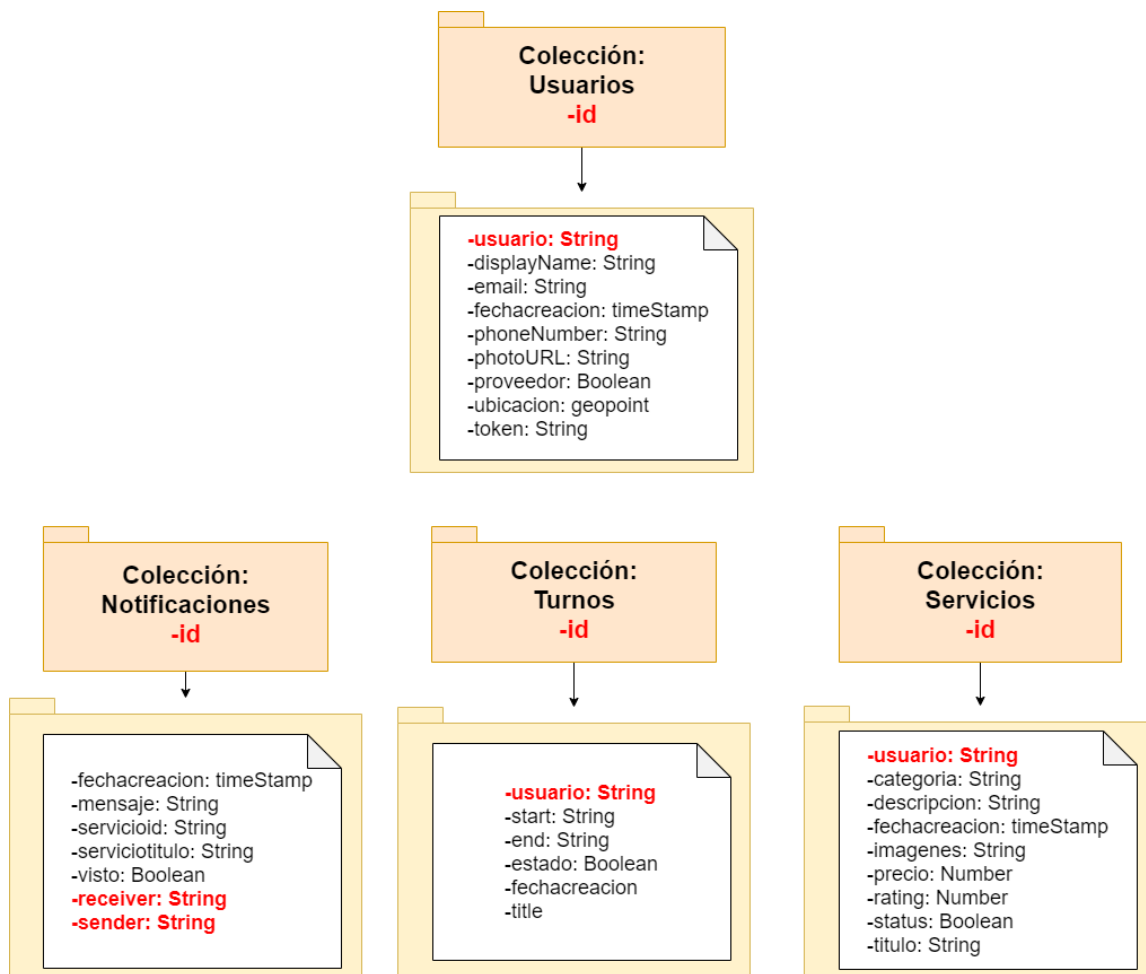 Colección:
Usuarios
-id
-usuario: String
-displayName: String
-email: String
-fechacreacion: timeStamp
-phoneNumber: String
-photoURL: String
-proveedor: Boolean
-ubicacion: geopoint
-token: String
Colección:
Notificaciones
-id
-fechacreacion: timeStamp
-mensaje: String
-servicioid: String
-serviciotitulo: String
-visto: Boolean
-receiver: String
-sender: String
Colección:
Turnos
-id
-usuario: String
-start: String
-end: String
-estado: Boolean
-fechacreacion
-title
Colección:
Servicios
-id
-usuario: String
-categoria: String
-descripcion: String
-fechacreacion: timeStamp
-imagenes: String
-precio: Number
-rating: Number
-status: Boolean
-titulo: String